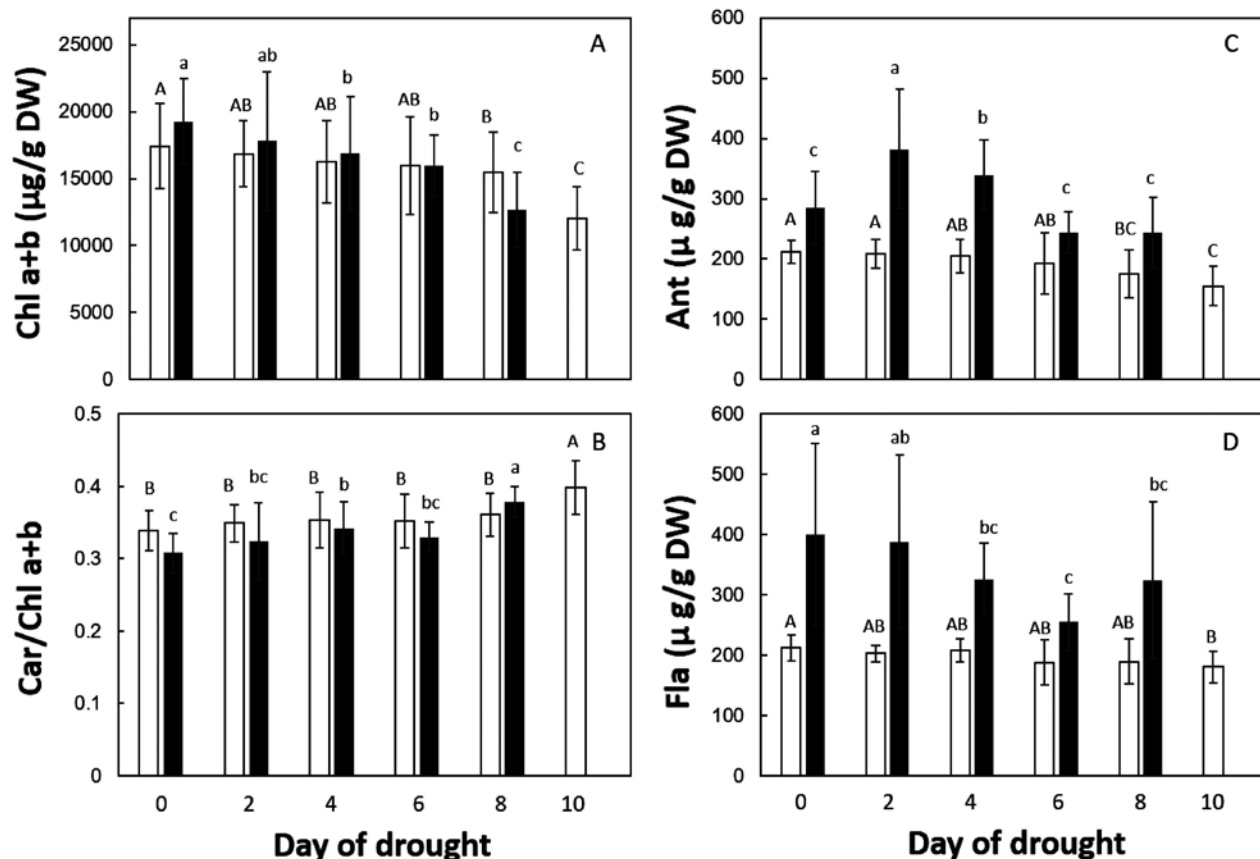 Chl a+b (µg/g DW)
25000
20000
15000
10000
5000
0
A
A a AB ab AB b AB b B c C
Car/Chl a+b
0.5
0.4
0.3
0.2
0.1
0
B
B c B bc B b B bc B a A
0 2 4 6 8 10
Day of drought
Ant (µ g/g DW)
600
500
400
300
200
100
0
C
A c A a AB b AB c BC c C
Fla (µ g/g DW)
600
500
400
300
200
100
0
D
A a AB ab AB bc AB c AB bc B
0 2 4 6 8 10
Day of drought